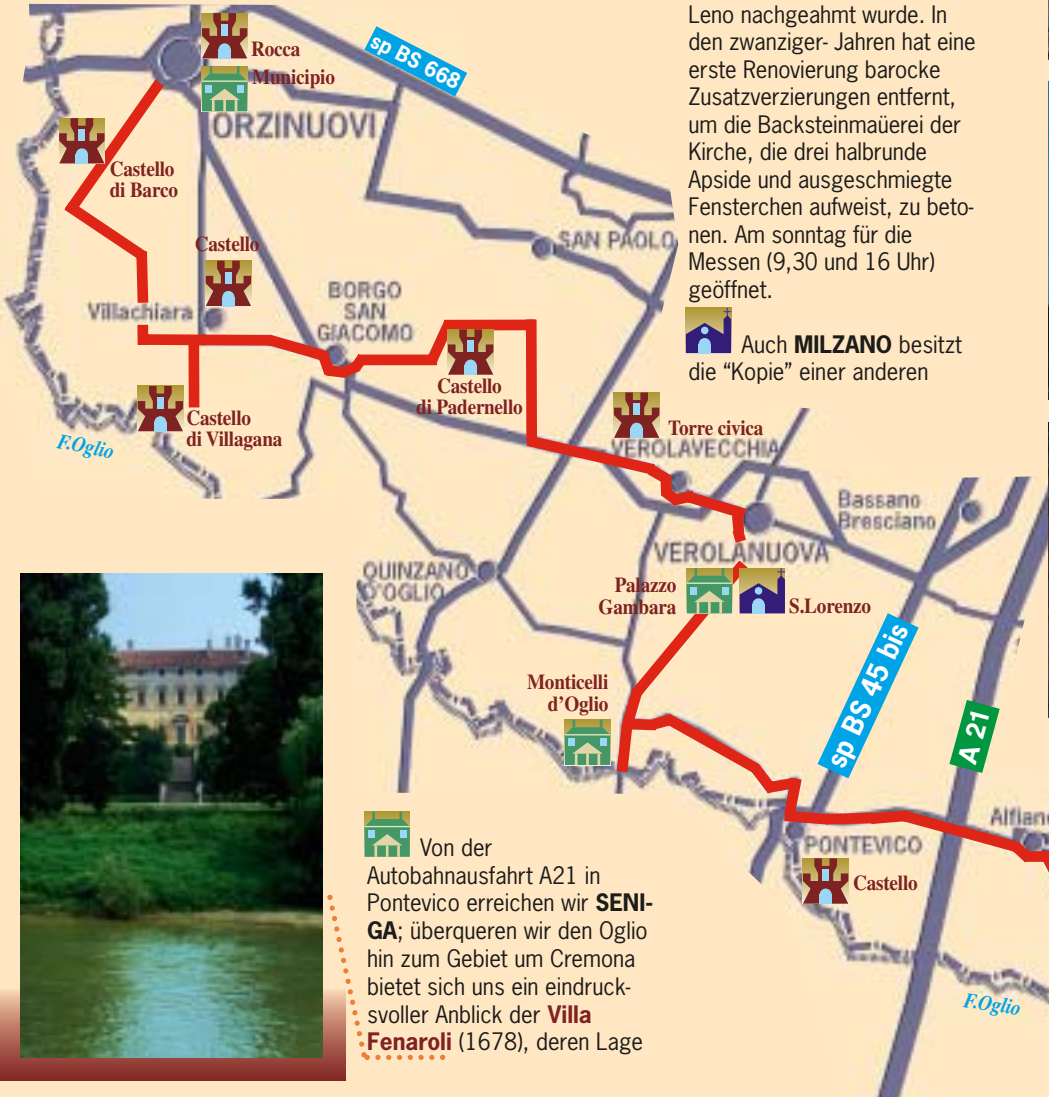 Leno nachgeahmt wurde. In
den zwanziger- Jahren hat eine
erste Renovierung barocke
Zusatzverzierungen entfernt,
um die Backsteinmaüerei der
Kirche, die drei halbrunde
Apside und ausgeschmiegte
Fensterchen aufweist, zu beto-
nen. Am sonntag für die
Messen (9,30 und 16 Uhr)
geöffnet.
Auch MILZANO besitzt
die “Kopie” einer anderen
Rocca
Municipio
ORZINUOVI
sp BS 668
Castello
di Barco
Castello
Villachiara
BORGO
SAN
GIACOMO
SAN PAOLO
Castello
di Padernello
Castello
di Villagana
F.Oglio
Torre civica
VEROLAVECCHIA
Bassano
Bresciano
VEROLANUOVA
QUINZANO
D'OGLIO
Palazzo
Gambara
S.Lorenzo
Monticelli
d’Oglio
sp BS 45 bis
A 21
Alfiano
PONTEVICO
Castello
F.Oglio
Von der
Autobahnausfahrt A21 in
Pontevico erreichen wir SENI-
GA; überqueren wir den Oglio
hin zum Gebiet um Cremona
bietet sich uns ein eindruck-
svoller Anblick der Villa
Fenaroli (1678), deren Lage